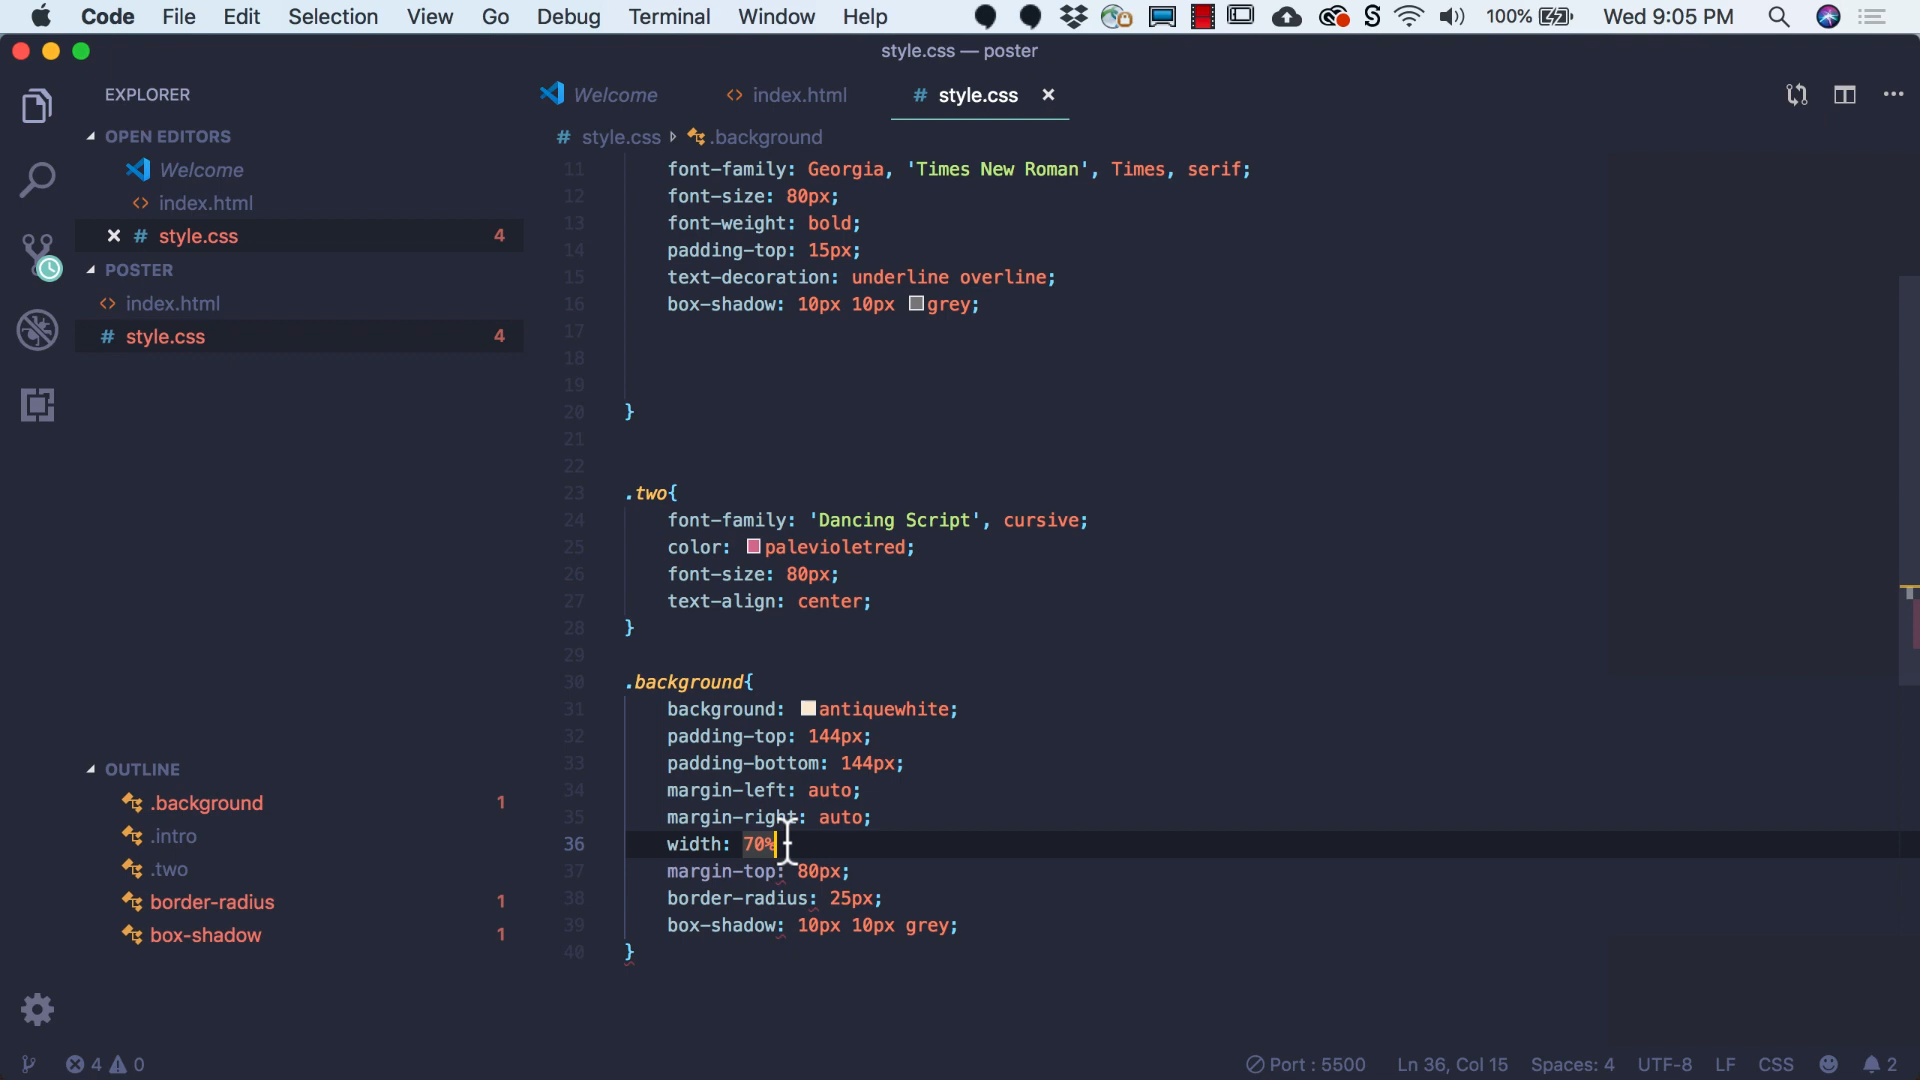 Code File Edit Selection View Go Debug Terminal Window Help S 100% Wed 9:05 PM
style.css — poster
EXPLORER
OPEN EDITORS
Welcome
<> index.html
# style.css 4
POSTER
<> index.html
# style.css 4
OUTLINE
.background 1
.intro
.two
border-radius 1
box-shadow 1
Welcome <> index.html # style.css
# style.css .background
11 font-family: Georgia, 'Times New Roman', Times, serif;
12 font-size: 80px;
13 font-weight: bold;
14 padding-top: 15px;
15 text-decoration: underline overline;
16 box-shadow: 10px 10px grey;
17
18
19
20 }
21
22
23 .two{
24 font-family: 'Dancing Script', cursive;
25 color: palevioletred;
26 font-size: 80px;
27 text-align: center;
28 }
29
30 .background{
31 background: antiquewhite;
32 padding-top: 144px;
33 padding-bottom: 144px;
34 margin-left: auto;
35 margin-right: auto;
36 width: 70%
37 margin-top: 80px;
38 border-radius: 25px;
39 box-shadow: 10px 10px grey;
40 }
4 0 Port : 5500 Ln 36, Col 15 Spaces: 4 UTF-8 LF CSS 2